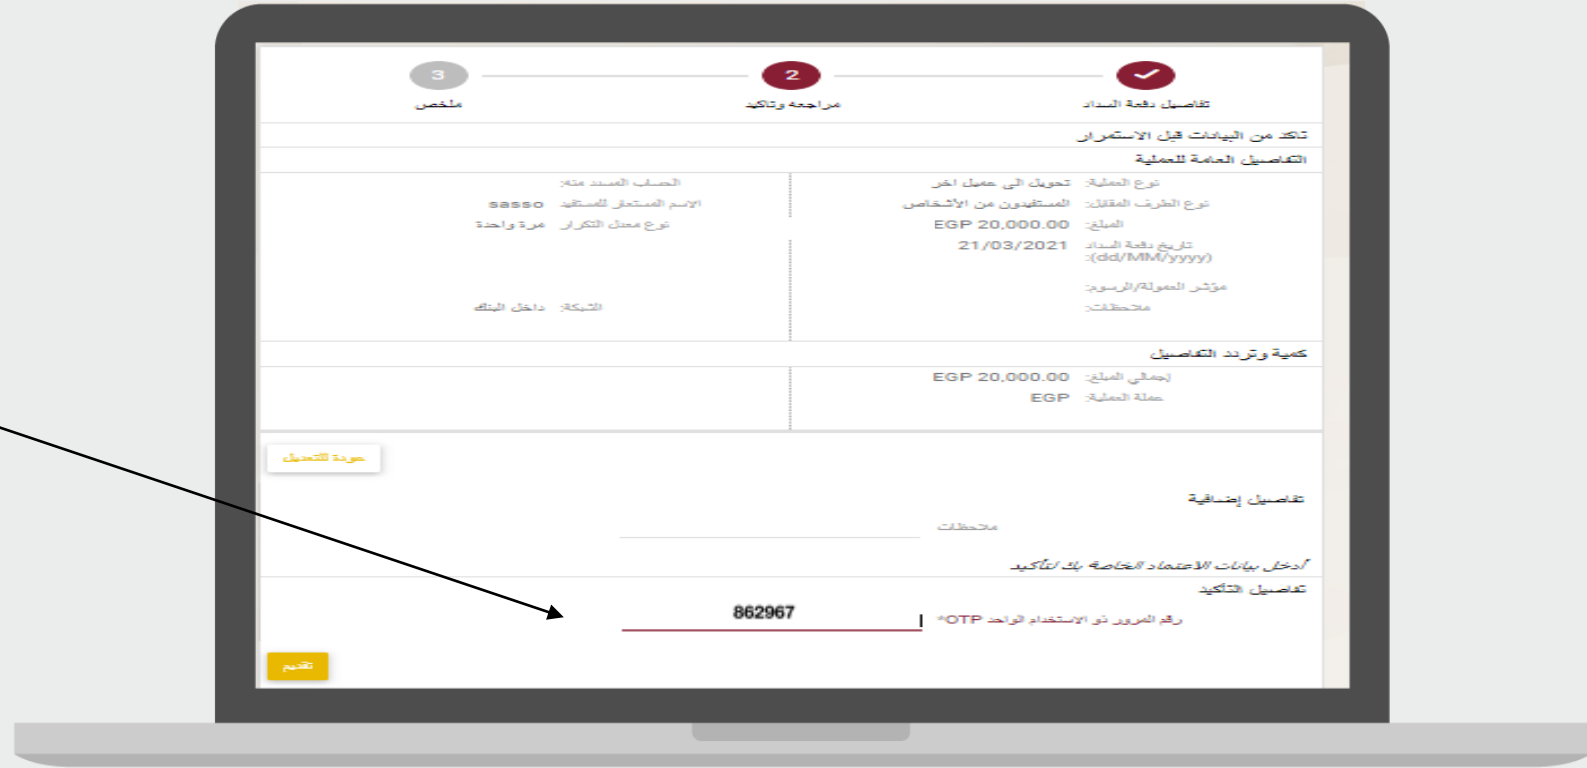 ✓ 2 3
تفاصيل دفعة السداد مراجعه وتاكيد ملخص
تاكد من البيانات قبل الاستمرار
التفاصيل العامة للعملية
نوع العملية: تحويل الى عميل اخر الحساب المسدد منه:
نوع الطرف المقابل: المستفيدون من الأشخاص الاسم المستعار للمستفيد sasso
المبلغ: EGP 20,000.00 نوع معدل التكرار مرة واحدة
تاريخ دفعة السداد 21/03/2021
(dd/MM/yyyy):
مؤشر العمولة/الرسوم:
ملاحظات: الشبكة: داخل البنك
كمية وتردد التفاصيل
إجمالي المبلغ: EGP 20,000.00
عملة العملية: EGP
عودة للتعديل
تفاصيل إضافية
ملاحظات
أدخل بيانات الاعتماد الخاصة بك لتأكيد
تفاصيل التأكيد
رقم المرور ذو الاستخدام الواحد OTP* 862967
تقديم